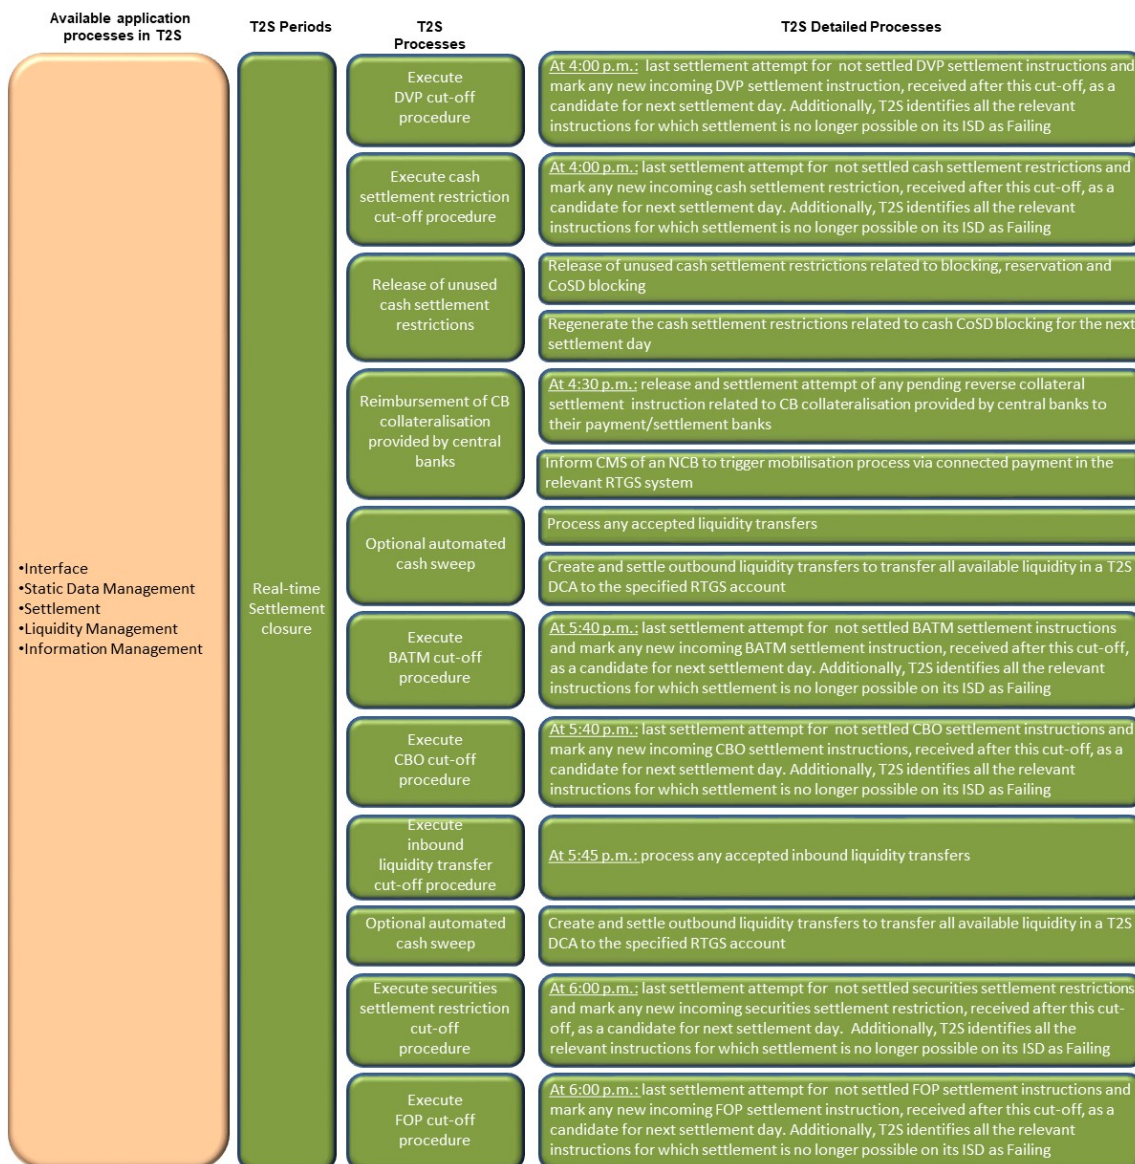 Available application
processes in T2S
T2S Periods
T2S
Processes
T2S Detailed Processes
•Interface
•Static Data Management
•Settlement
•Liquidity Management
•Information Management
Real-time
Settlement
closure
Execute
DVP cut-off
procedure
At 4:00 p.m.: last settlement attempt for not settled DVP settlement instructions and
mark any new incoming DVP settlement instruction, received after this cut-off, as a
candidate for next settlement day. Additionally, T2S identifies all the relevant
instructions for which settlement is no longer possible on its ISD as Failing
Execute cash
settlement restriction
cut-off procedure
At 4:00 p.m.: last settlement attempt for not settled cash settlement restrictions and
mark any new incoming cash settlement restriction, received after this cut-off, as a
candidate for next settlement day. Additionally, T2S identifies all the relevant
instructions for which settlement is no longer possible on its ISD as Failing
Release of unused
cash settlement
restrictions
Release of unused cash settlement restrictions related to blocking, reservation and
CoSD blocking
Regenerate the cash settlement restrictions related to cash CoSD blocking for the next
settlement day
Reimbursement of CB
collateralisation
provided by central
banks
At 4:30 p.m.: release and settlement attempt of any pending reverse collateral
settlement instruction related to CB collateralisation provided by central banks to
their payment/settlement banks
Inform CMS of an NCB to trigger mobilisation process via connected payment in the
relevant RTGS system
Optional automated
cash sweep
Process any accepted liquidity transfers
Create and settle outbound liquidity transfers to transfer all available liquidity in a T2S
DCA to the specified RTGS account
Execute
BATM cut-off
procedure
At 5:40 p.m.: last settlement attempt for not settled BATM settlement instructions
and mark any new incoming BATM settlement instruction, received after this cut-off,
as a candidate for next settlement day. Additionally, T2S identifies all the relevant
instructions for which settlement is no longer possible on its ISD as Failing
Execute
CBO cut-off
procedure
At 5:40 p.m.: last settlement attempt for not settled CBO settlement instructions and
mark any new incoming CBO settlement instructions, received after this cut-off, as a
candidate for next settlement day. Additionally, T2S identifies all the relevant
instructions for which settlement is no longer possible on its ISD as Failing
Execute
inbound
liquidity transfer
cut-off procedure
At 5:45 p.m.: process any accepted inbound liquidity transfers
Optional automated
cash sweep
Create and settle outbound liquidity transfers to transfer all available liquidity in a T2S
DCA to the specified RTGS account
Execute securities
settlement restriction
cut-off
procedure
At 6:00 p.m.: last settlement attempt for not settled securities settlement restrictions
and mark any new incoming securities settlement restriction, received after this cut-
off, as a candidate for next settlement day. Additionally, T2S identifies all the
relevant instructions for which settlement is no longer possible on its ISD as Failing
Execute
FOP cut-off
procedure
At 6:00 p.m.: last settlement attempt for not settled FOP settlement instructions and
mark any new incoming FOP settlement instruction, received after this cut-off, as a
candidate for next settlement day. Additionally, T2S identifies all the relevant
instructions for which settlement is no longer possible on its ISD as Failing